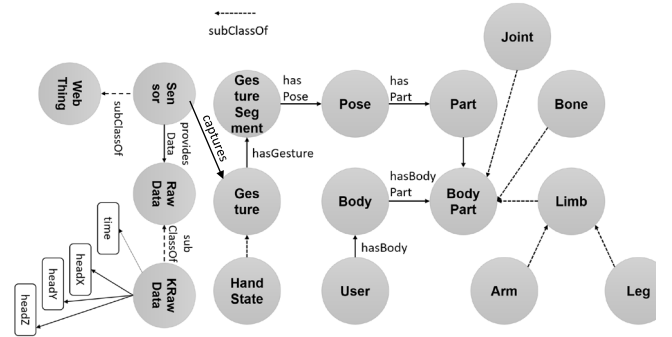 subClassOf
Joint
Web
Thing
subClassOf
Sen
sor
provides
Data
captures
Ges
ture
Seg
ment
has
Pose
Pose
has
Part
Part
Bone
hasGesture
Raw
Data
Ges
ture
Body
hasBody
Part
Body
Part
Limb
sub
ClassOf
time
headX
headY
headZ
KRaw
Data
Hand
State
hasBody
User
Arm
Leg